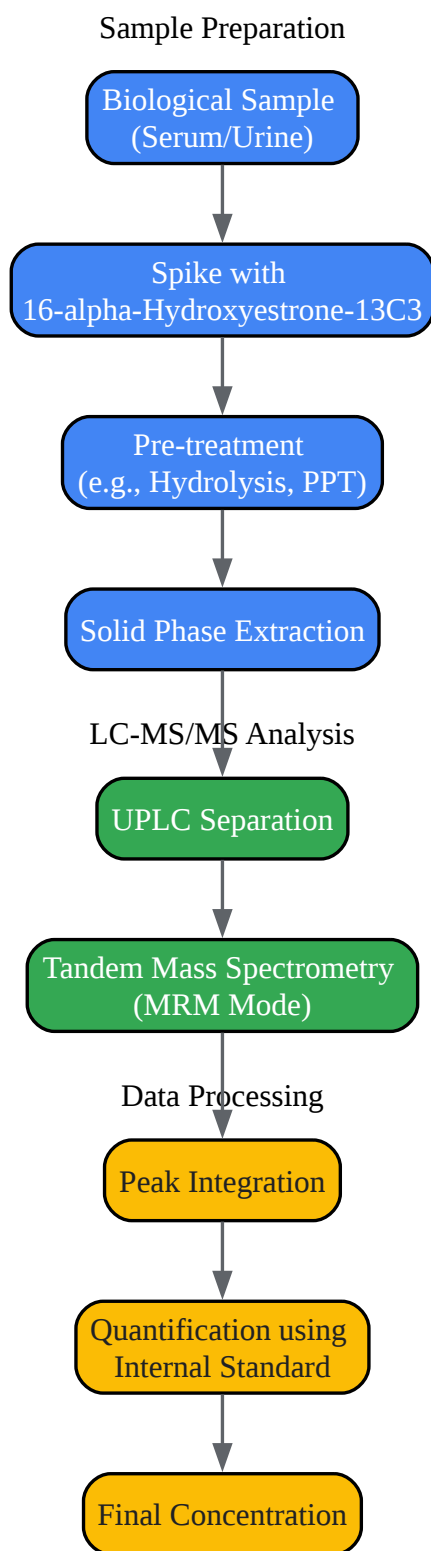 Sample Preparation
Biological Sample
(Serum/Urine)
Spike with
16-alpha-Hydroxyestrone-13C3
Pre-treatment
(e.g., Hydrolysis, PPT)
Solid Phase Extraction
LC-MS/MS Analysis
UPLC Separation
Tandem Mass Spectrometry
(MRM Mode)
Data Processing
Peak Integration
Quantification using
Internal Standard
Final Concentration